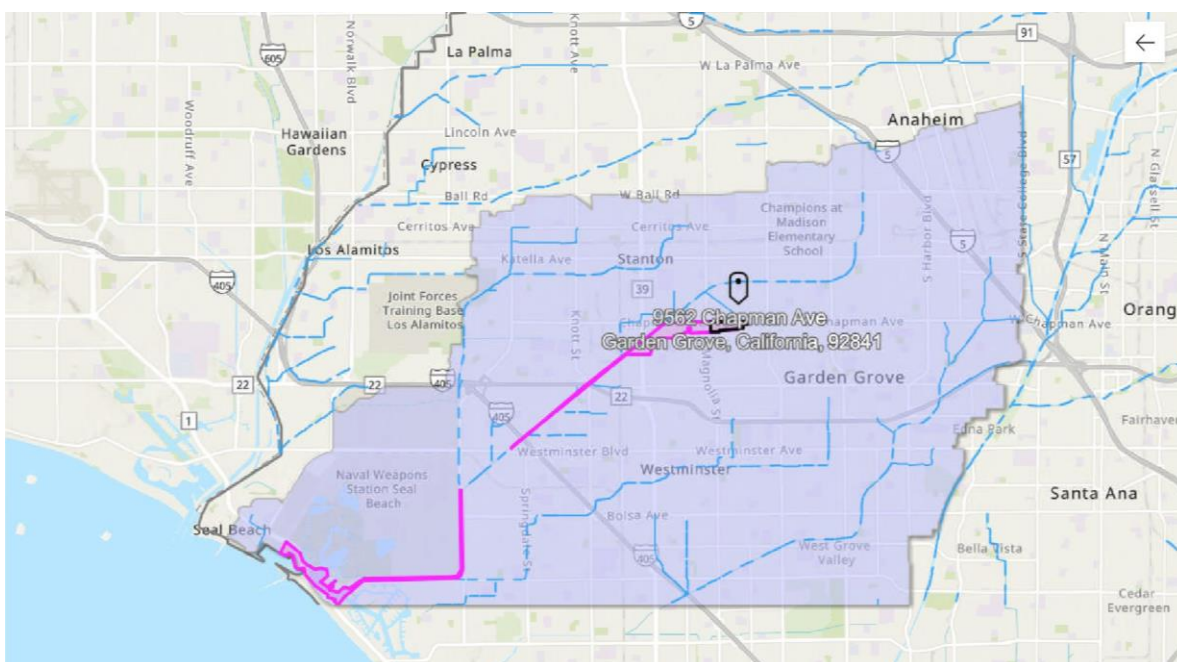 Norwalk Blvd
Knott Ave
5
91
605
La Palma
W La Palma Ave
Woodruff Ave
Hawaiian
Gardens
Lincoln Ave
Anaheim
5
57
N Glassell St
Cypress
Ball Rd
W Ball Rd
S State College Blvd
Cerritos Ave
Cerritos Ave
Champions at
Madison
Elementary
School
S Harbor Blvd
5
N Main St
Los Alamitos
Katella Ave
Stanton
405
Joint Forces
Training Base
Los Alamitos
39
Knott St
9562 Chapman Ave
Garden Grove, California, 92841
Chapman Ave
W Chapman Ave
Orang
Magnolia St
22
22
405
22
Garden Grove
1
405
Edna Park
Fairhaven
Westminster Blvd
Westminster Ave
Westminster
Naval Weapons
Station Seal
Beach
Santa Ana
Springdale St
Bolsa Ave
Seal Beach
405
West Grove
Valley
Bella Vista
Cedar
Evergreen